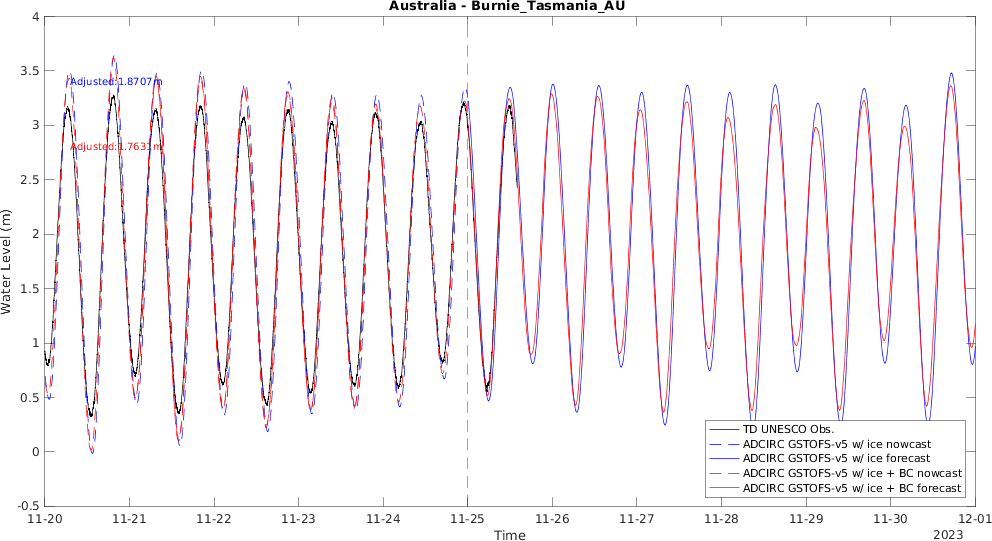 Australia - Burnie_Tasmania_AU
4
3.5
3
2.5
2
1.5
1
0.5
0
-0.5
Water Level (m)
Adjusted:1.8707m
Adjusted:1.7631m
TD UNESCO Obs.
ADCIRC GSTOFS-v5 w/ ice nowcast
ADCIRC GSTOFS-v5 w/ ice forecast
ADCIRC GSTOFS-v5 w/ ice + BC nowcast
ADCIRC GSTOFS-v5 w/ ice + BC forecast
11-20 11-21 11-22 11-23 11-24 11-25 11-26 11-27 11-28 11-29 11-30 12-01
Time
2023